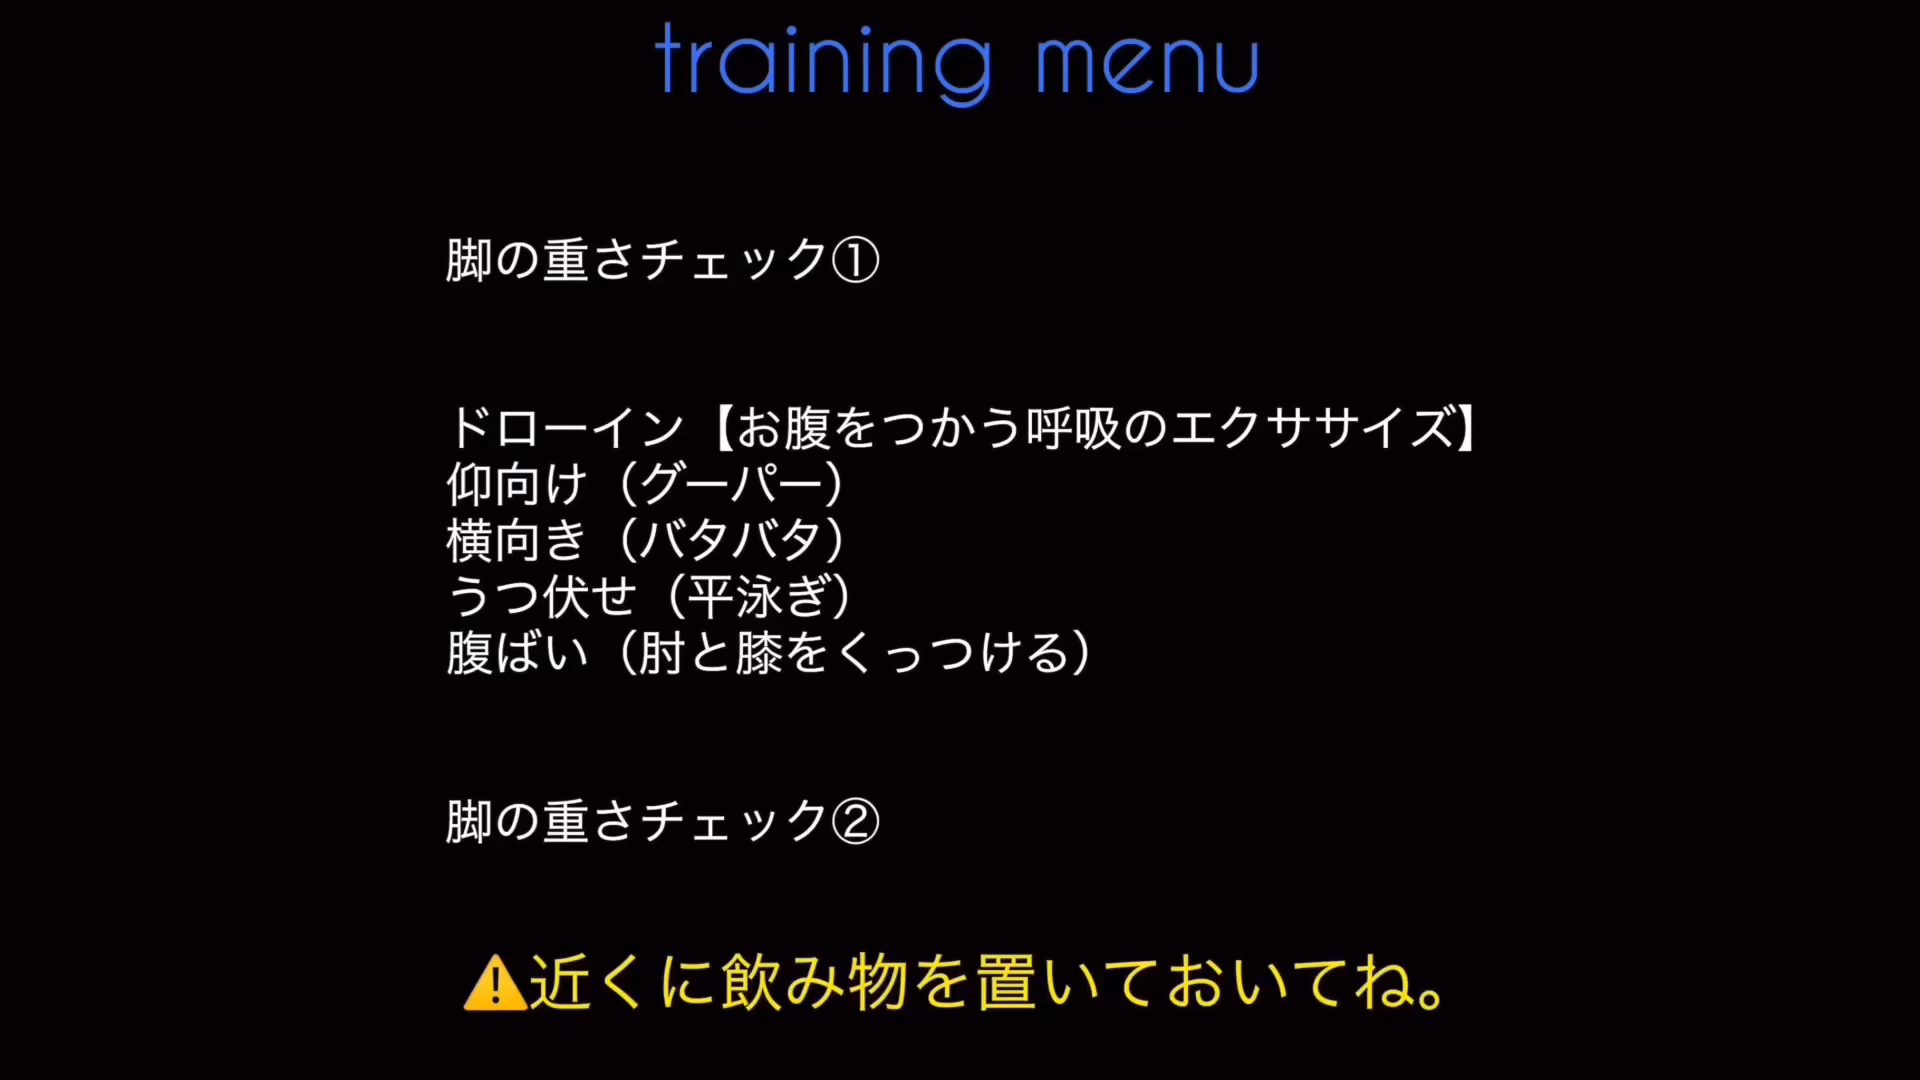 training menu
脚の重さチェック①
ドローイン【お腹をつかう呼吸のエクササイズ】
仰向け（グーパー）
横向き（バタバタ）
うつ伏せ（平泳ぎ）
腹ばい（肘と膝をくっつける）
脚の重さチェック②
⚠️近くに飲み物を置いておいてね。